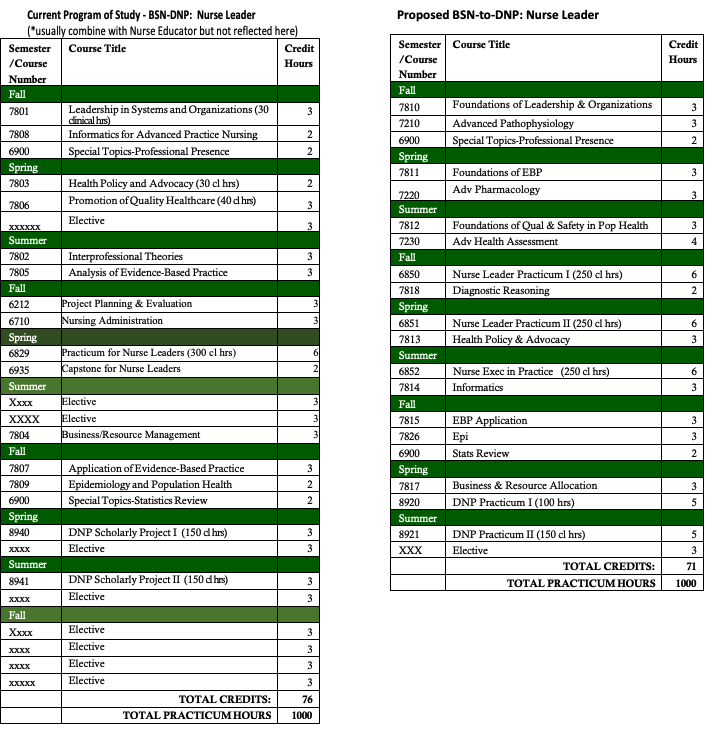 Current Program of Study - BSN-DNP: Nurse Leader
(*usually combine with Nurse Educator but not reflected here)
Semester /Course Number Course Title Credit Hours
Fall
7801 Leadership in Systems and Organizations (30 clinical hrs) 3
7808 Informatics for Advanced Practice Nursing 2
6900 Special Topics-Professional Presence 2
Spring
7803 Health Policy and Advocacy (30 cl hrs) 2
7806 Promotion of Quality Healthcare (40 cl hrs) 3
xxxxxx Elective 3
Summer
7802 Interprofessional Theories 3
7805 Analysis of Evidence-Based Practice 3
Fall
6212 Project Planning & Evaluation 3
6710 Nursing Administration 3
Spring
6829 Practicum for Nurse Leaders (300 cl hrs) 6
6935 Capstone for Nurse Leaders 2
Summer
Xxxx Elective 3
XXXX Elective 3
7804 Business/Resource Management 3
Fall
7807 Application of Evidence-Based Practice 3
7809 Epidemiology and Population Health 2
6900 Special Topics-Statistics Review 2
Spring
8940 DNP Scholarly Project I (150 cl hrs) 3
xxxx Elective 3
Summer
8941 DNP Scholarly Project II (150 cl hrs) 3
xxxx Elective 3
Fall
Xxxx Elective 3
xxxx Elective 3
xxxx Elective 3
xxxxx Elective 3
TOTAL CREDITS: 76
TOTAL PRACTICUM HOURS 1000
Proposed BSN-to-DNP: Nurse Leader
Semester /Course Number Course Title Credit Hours
Fall
7810 Foundations of Leadership & Organizations 3
7210 Advanced Pathophysiology 3
6900 Special Topics-Professional Presence 2
Spring
7811 Foundations of EBP 3
7220 Adv Pharmacology 3
Summer
7812 Foundations of Qual & Safety in Pop Health 3
7230 Adv Health Assessment 4
Fall
6850 Nurse Leader Practicum I (250 cl hrs) 6
7818 Diagnostic Reasoning 2
Spring
6851 Nurse Leader Practicum II (250 cl hrs) 6
7813 Health Policy & Advocacy 3
Summer
6852 Nurse Exec in Practice (250 cl hrs) 6
7814 Informatics 3
Fall
7815 EBP Application 3
7826 Epi 3
6900 Stats Review 2
Spring
7817 Business & Resource Allocation 3
8920 DNP Practicum I (100 hrs) 5
Summer
8921 DNP Practicum II (150 cl hrs) 5
XXX Elective 3
TOTAL CREDITS: 71
TOTAL PRACTICUM HOURS 1000